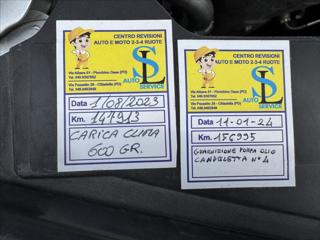 CENTRO REVISIONI
AUTO E MOTO 2-3-4 RUOTE
SL
AUTO
SERVICE
Data 1/08/2023
Km. 147913
CARICA CLIMA
600 GR.
CENTRO REVISIONI
AUTO E MOTO 2-3-4 RUOTE
SL
AUTO
SERVICE
Data 11-01-24
Km. 156995
GUARNIZIONE POMPA OLIO
CANDELETTA N°4